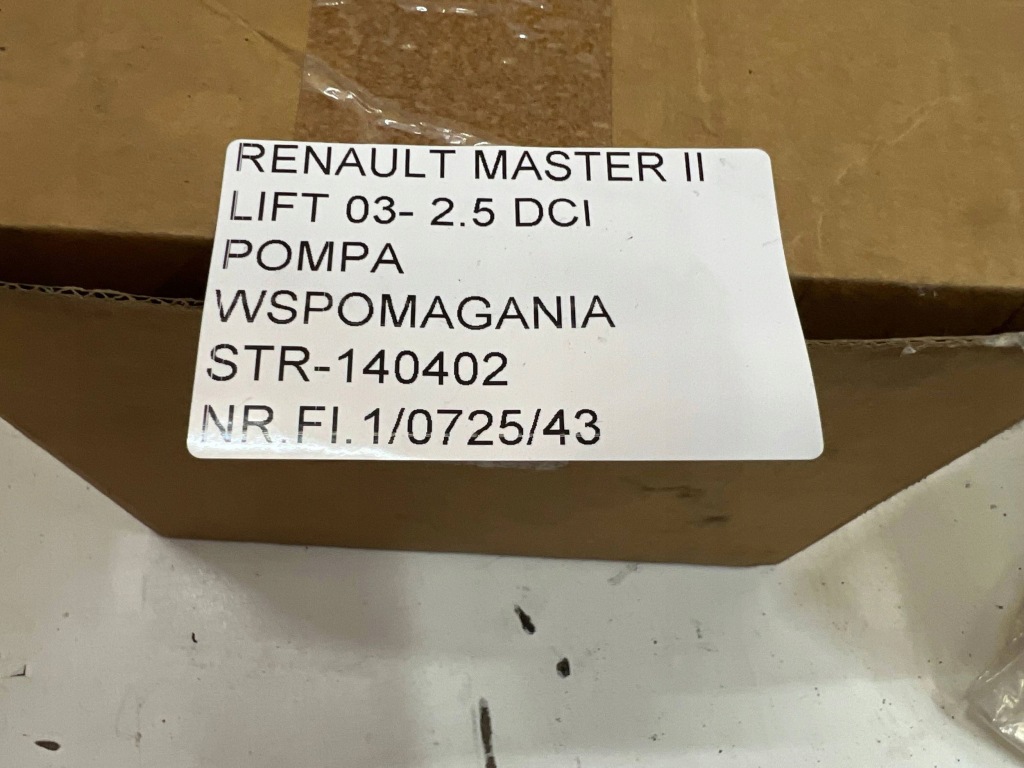 RENAULT MASTER II
LIFT 03- 2.5 DCI
POMPA
WSPOMAGANIA
STR-140402
NR.FI.1/0725/43